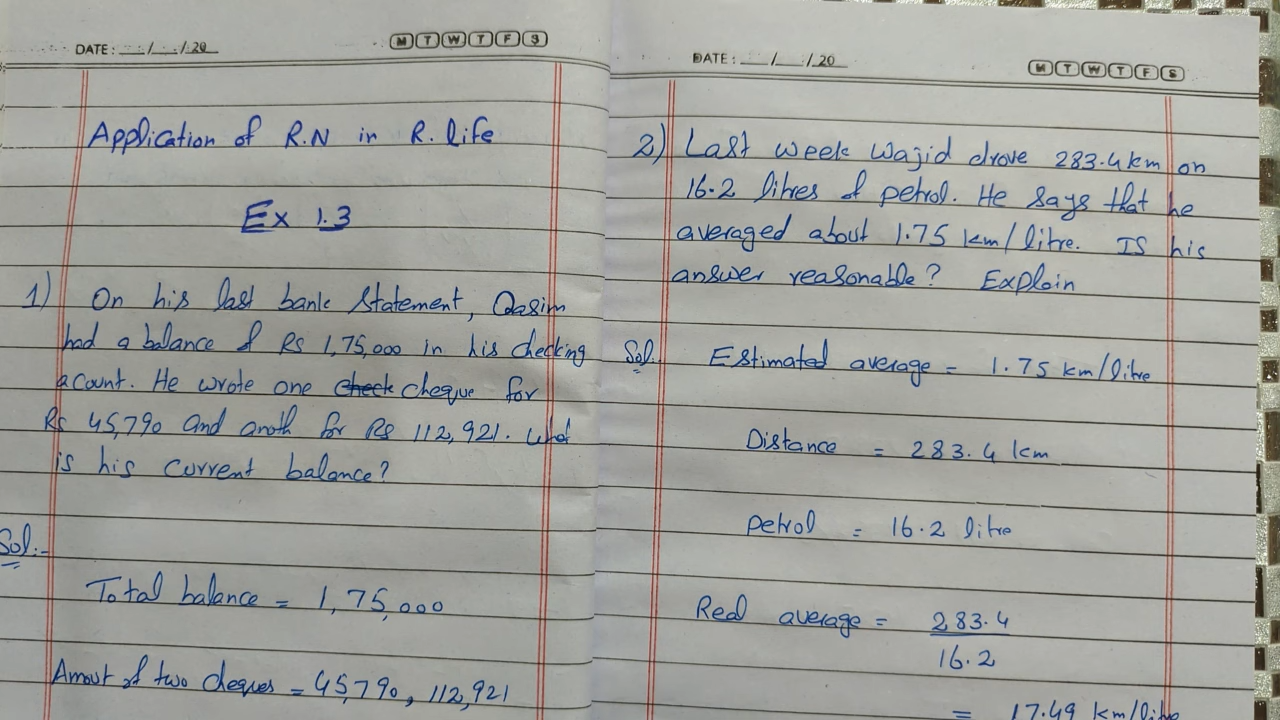 DATE: __/__/20
M T W T F S
Application of R.N in R. life
Ex 1.3
1) On his last bank Statement, Qasim
had a balance of Rs 1,75,000 in his checking
acount. He wrote one check cheque for
Rs 45,790 and anoth for Rs 112,921. what
is his current balance?
Sol:-
Total balance = 1,75,000
Amout of two cheques = 45,790, 112,921
DATE: __/__/20
M T W T F S
2) Last week Wajid drove 283.4 km on
16.2 litres of petrol. He says that he
averaged about 1.75 km/litre. IS his
answer reasonable? Explain
Sol.
Estimated average = 1.75 km/litre
Distance = 283.4 km
petrol = 16.2 litre
Real average = 283.4
16.2
= 17.49 km/litre